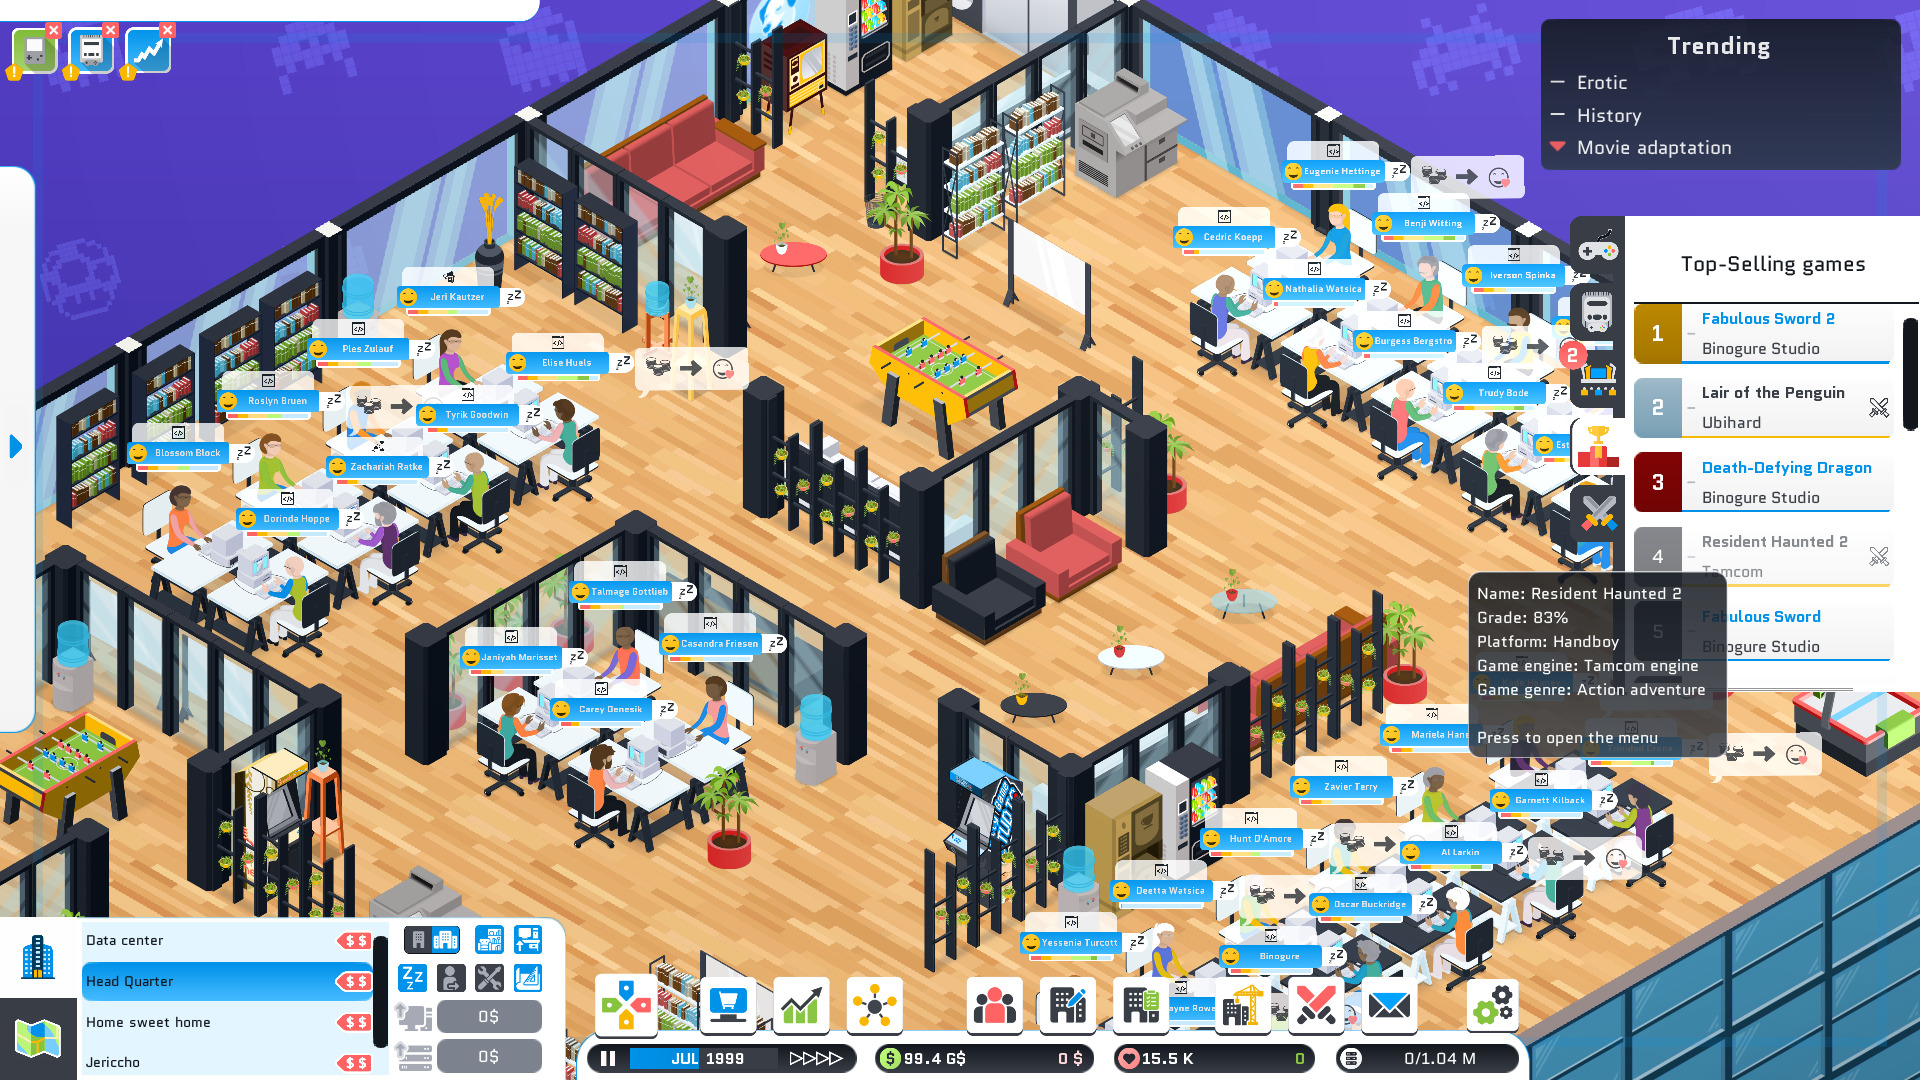 Trending
Erotic
History
Movie adaptation
Top-Selling games
1
Fabulous Sword 2
Binogure Studio
2
Lair of the Penguin
Ubihard
3
Death-Defying Dragon
Binogure Studio
4
Resident Haunted 2
Tamcom
5
Fabulous Sword
Binogure Studio
2
Name: Resident Haunted 2
Grade: 83%
Platform: Handboy
Game engine: Tamcom engine
Game genre: Action adventure
Press to open the menu
Eugenie Hettinge
Benji Witting
Cedric Koepp
Iverson Spinka
Nathalia Watsica
Burgess Bergstro
Trudy Bode
Est
Jeri Kautzer
Ples Zulauf
Elise Huels
Roslyn Bruen
Tyrik Goodwin
Blossom Block
Zachariah Ratke
Dorinda Hoppe
Talmage Gottlieb
Casandra Friesen
Janiyah Morisset
Carey Denesik
Mariela Hane
Zavier Terry
Garnett Kilback
Hunt D'Amore
Al Larkin
Deetta Watsica
Oscar Buckridge
Yessenia Turcott
Binogure
ayne Rowe
Data center
$ $
Head Quarter
$ $
Home sweet home
$ $
Jericcho
$ $
0$
0$
JUL 1999
99.4 G$
0 $
15.5 K
0
0/1.04 M